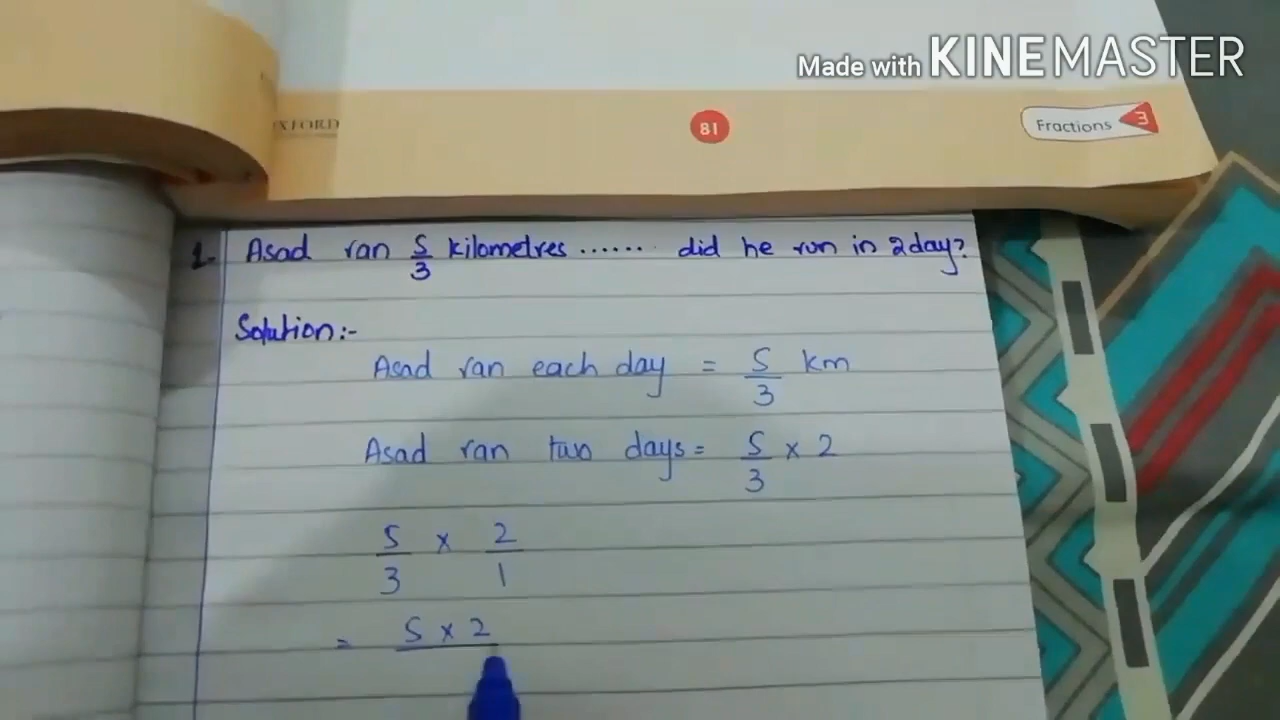 Made with KINEMASTER
OXFORD
81
Fractions 3
1. Asad ran 5/3 kilometres ...... did he run in 2day?
Solution:-
Asad ran each day = 5/3 km
Asad ran two days = 5/3 x 2
5/3 x 2/1
= 5 x 2